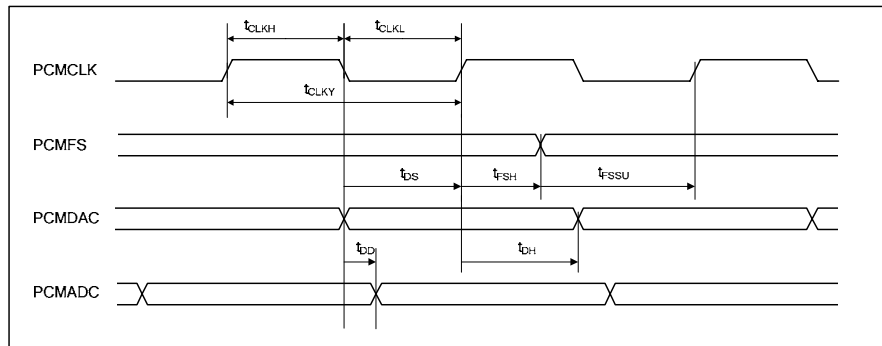 tCLKH tCLKL
PCMCLK
tCLKY
PCMFS
tDS tFSH tFSSU
PCMDAC
tDD tDH
PCMADC